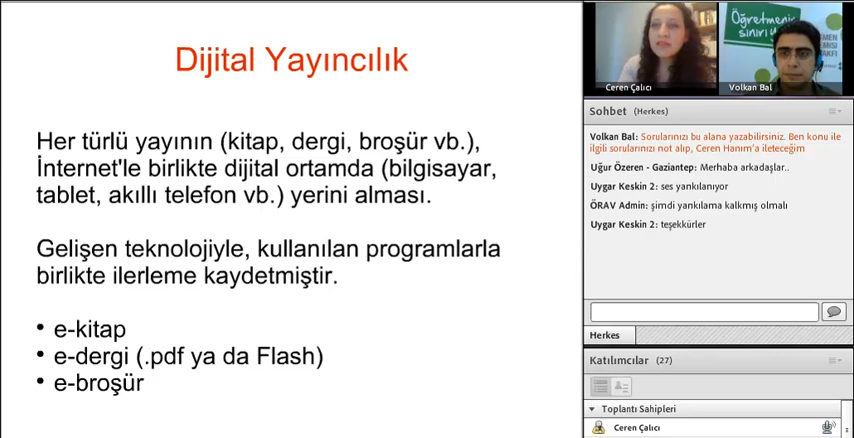 Dijital Yayıncılık
Her türlü yayının (kitap, dergi, broşür vb.),
İnternet'le birlikte dijital ortamda (bilgisayar,
tablet, akıllı telefon vb.) yerini alması.
Gelişen teknolojiyle, kullanılan programlarla
birlikte ilerleme kaydetmiştir.
• e-kitap
• e-dergi (.pdf ya da Flash)
• e-broşür
Öğretmenin
sınırı y
Ceren Çalıcı
Volkan Bal
Sohbet (Herkes)
Volkan Bal: Sorularınızı bu alana yazabilirsiniz. Ben konu ile
ilgili sorularınızı not alıp, Ceren Hanım'a ileteceğim
Uğur Özeren - Gaziantep: Merhaba arkadaşlar..
Uygar Keskin 2: ses yankılanıyor
ÖRAV Admin: şimdi yankılama kalkmış olmalı
Uygar Keskin 2: teşekkürler
Herkes
Katılımcılar (27)
Toplantı Sahipleri
Ceren Çalıcı